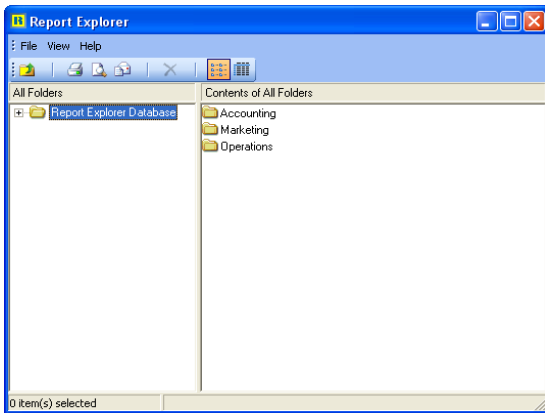 Report Explorer
File View Help
All Folders
Contents of All Folders
Report Explorer Database
Accounting
Marketing
Operations
0 item(s) selected